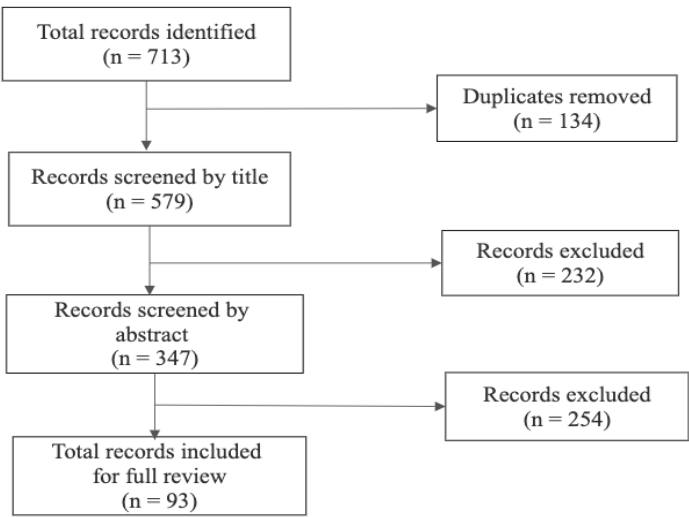 Total records identified
(n = 713)
Duplicates removed
(n = 134)
Records screened by title
(n = 579)
Records excluded
(n = 232)
Records screened by
abstract
(n = 347)
Records excluded
(n = 254)
Total records included
for full review
(n = 93)